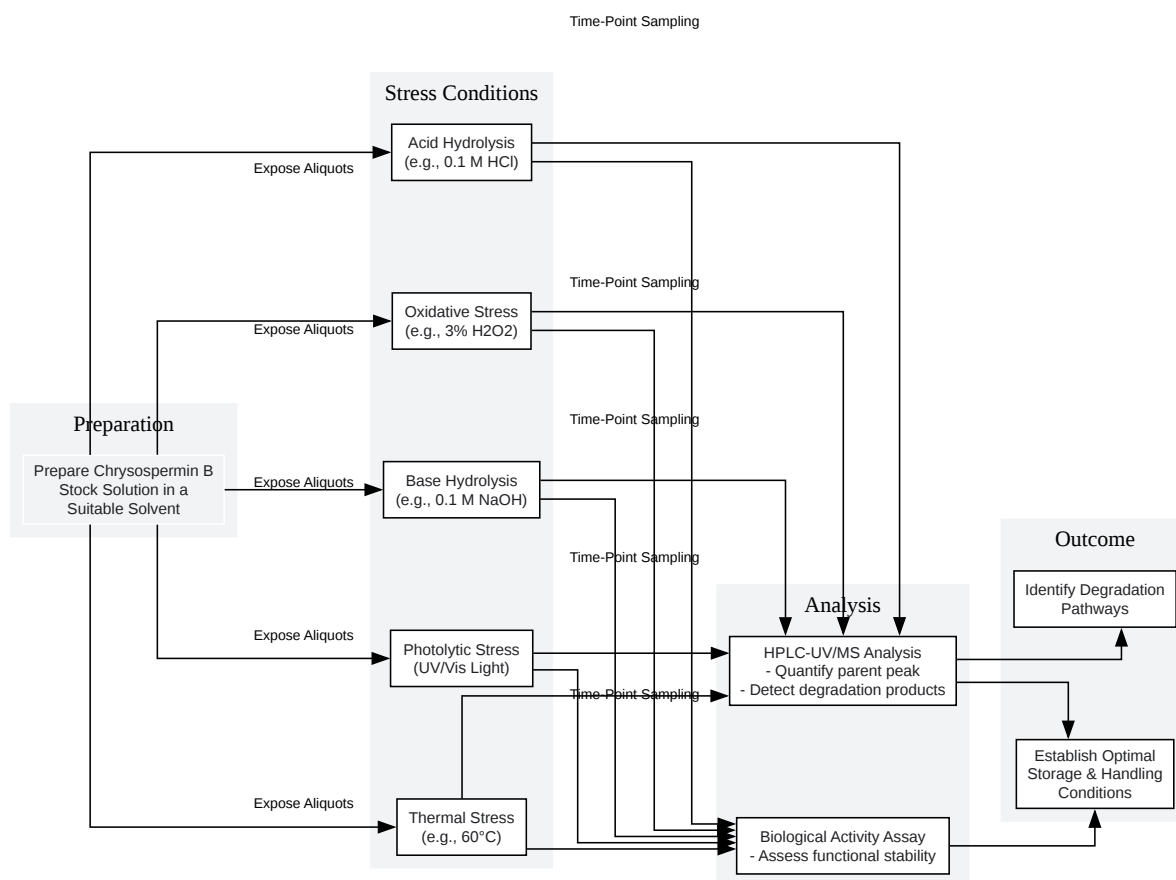 Time-Point Sampling
Stress Conditions
Acid Hydrolysis
(e.g., 0.1 M HCl)
Expose Aliquots
Time-Point Sampling
Oxidative Stress
(e.g., 3% H2O2)
Expose Aliquots
Time-Point Sampling
Preparation
Prepare Chrysospermin B
Stock Solution in a
Suitable Solvent
Expose Aliquots
Base Hydrolysis
(e.g., 0.1 M NaOH)
Time-Point Sampling
Expose Aliquots
Photolytic Stress
(UV/Vis Light)
Time-Point Sampling
Expose Aliquots
Thermal Stress
(e.g., 60°C)
Analysis
HPLC-UV/MS Analysis
- Quantify parent peak
- Detect degradation products
Biological Activity Assay
- Assess functional stability
Outcome
Identify Degradation
Pathways
Establish Optimal
Storage & Handling
Conditions